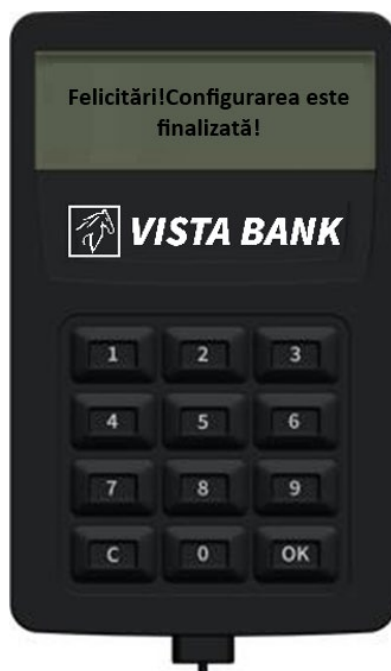 Felicitări!Configurarea este
finalizată!
VISTA BANK
1 2 3
4 5 6
7 8 9
C 0 OK